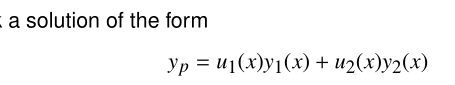 a solution of the form
y_p = u_1(x)y_1(x) + u_2(x)y_2(x)